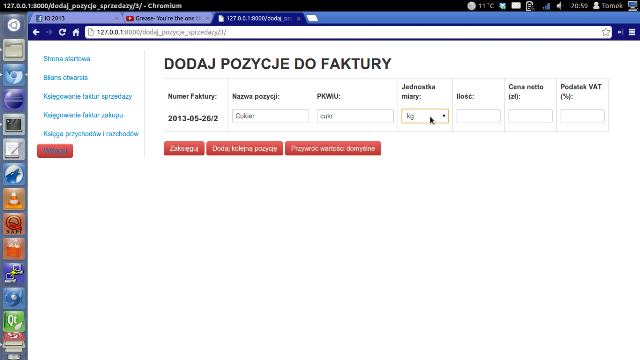 127.0.0.1:8000/dodaj_pozycje_sprzedazy/3/ - Chromium
11 °C
20:59
Tomek
IO 2013
Grease- You're the one th
127.0.0.1:8000/dodaj_poz
127.0.0.1:8000/dodaj_pozycje_sprzedazy/3/
Strona startowa
Bilans otwarcia
Księgowanie faktur sprzedaży
Księgowanie faktur zakupu
Księga przychodów i rozchodów
DODAJ POZYCJE DO FAKTURY
Numer Faktury:
Nazwa pozycji:
PKWiU:
Jednostka miary:
Ilość:
Cena netto (zł):
Podatek VAT (%):
2013-05-26/2
Cukier
cukr
kg
Zaksięguj
Dodaj kolejną pozycję
Przywróć wartości domyślne